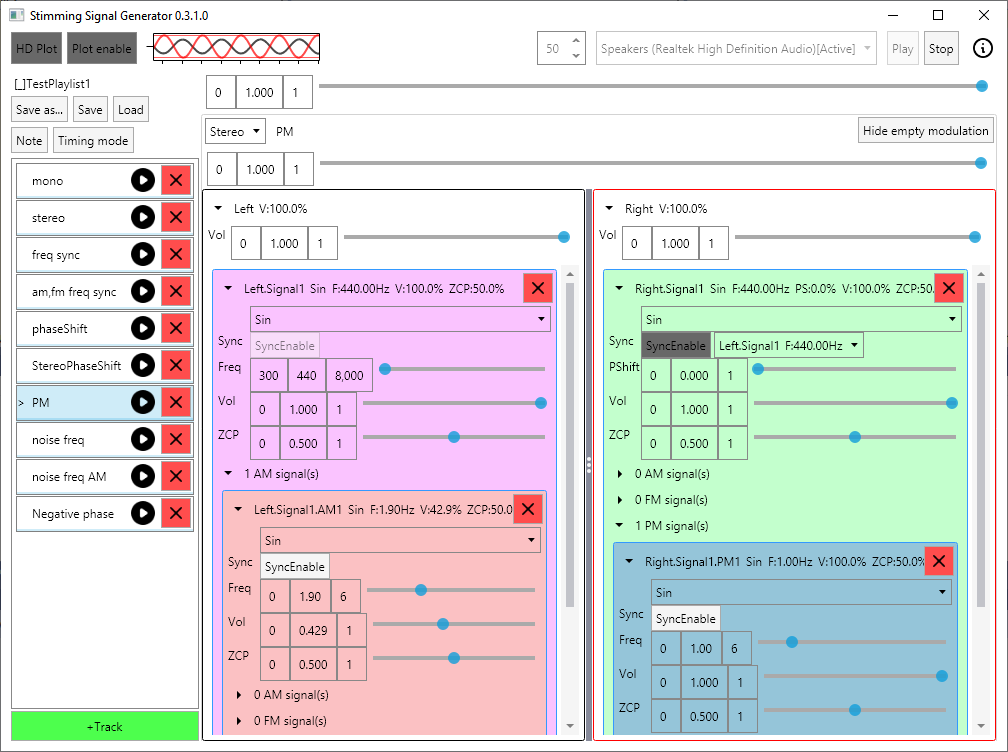 Stimming Signal Generator 0.3.1.0
HD Plot Plot enable 50 Speakers (Realtek High Definition Audio)[Active] Play Stop
[_]TestPlaylist1
Save as... Save Load
Note Timing mode
mono
stereo
freq sync
am,fm freq sync
phaseShift
StereoPhaseShift
> PM
noise freq
noise freq AM
Negative phase
+Track
0 1.000 1
Stereo PM Hide empty modulation
0 1.000 1
Left V:100.0%
Vol 0 1.000 1
Left.Signal1 Sin F:440.00Hz V:100.0% ZCP:50.0%
Sin
Sync SyncEnable
Freq 300 440 8,000
Vol 0 1.000 1
ZCP 0 0.500 1
1 AM signal(s)
Left.Signal1.AM1 Sin F:1.90Hz V:42.9% ZCP:50.0
Sin
Sync SyncEnable
Freq 0 1.90 6
Vol 0 0.429 1
ZCP 0 0.500 1
0 AM signal(s)
0 FM signal(s)
Right V:100.0%
Vol 0 1.000 1
Right.Signal1 Sin F:440.00Hz PS:0.0% V:100.0% ZCP:50.
Sin
Sync SyncEnable Left.Signal1 F:440.00Hz
PShift 0 0.000 1
Vol 0 1.000 1
ZCP 0 0.500 1
0 AM signal(s)
0 FM signal(s)
1 PM signal(s)
Right.Signal1.PM1 Sin F:1.00Hz V:100.0% ZCP:50.0%
Sin
Sync SyncEnable
Freq 0 1.00 6
Vol 0 1.000 1
ZCP 0 0.500 1